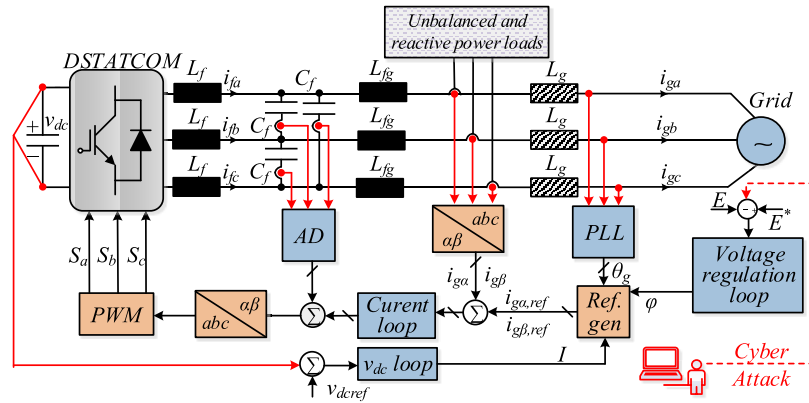 Unbalanced and
reactive power loads
DSTATCOM
L_f i_fa C_f L_fg L_g i_ga Grid
+ v_dc −
L_f i_fb C_f L_fg L_g i_gb ~
L_f i_fc C_f L_fg L_g i_gc
S_a S_b S_c
AD
abc
αβ
PLL
E - + E*
Voltage
regulation
loop
i_gα i_gβ
θ_g
PWM
αβ
abc
Σ
Curent
loop
Σ
i_gα,ref
i_gβ,ref
Ref.
gen
φ
Σ
v_dc loop
I
v_dcref
Cyber
Attack